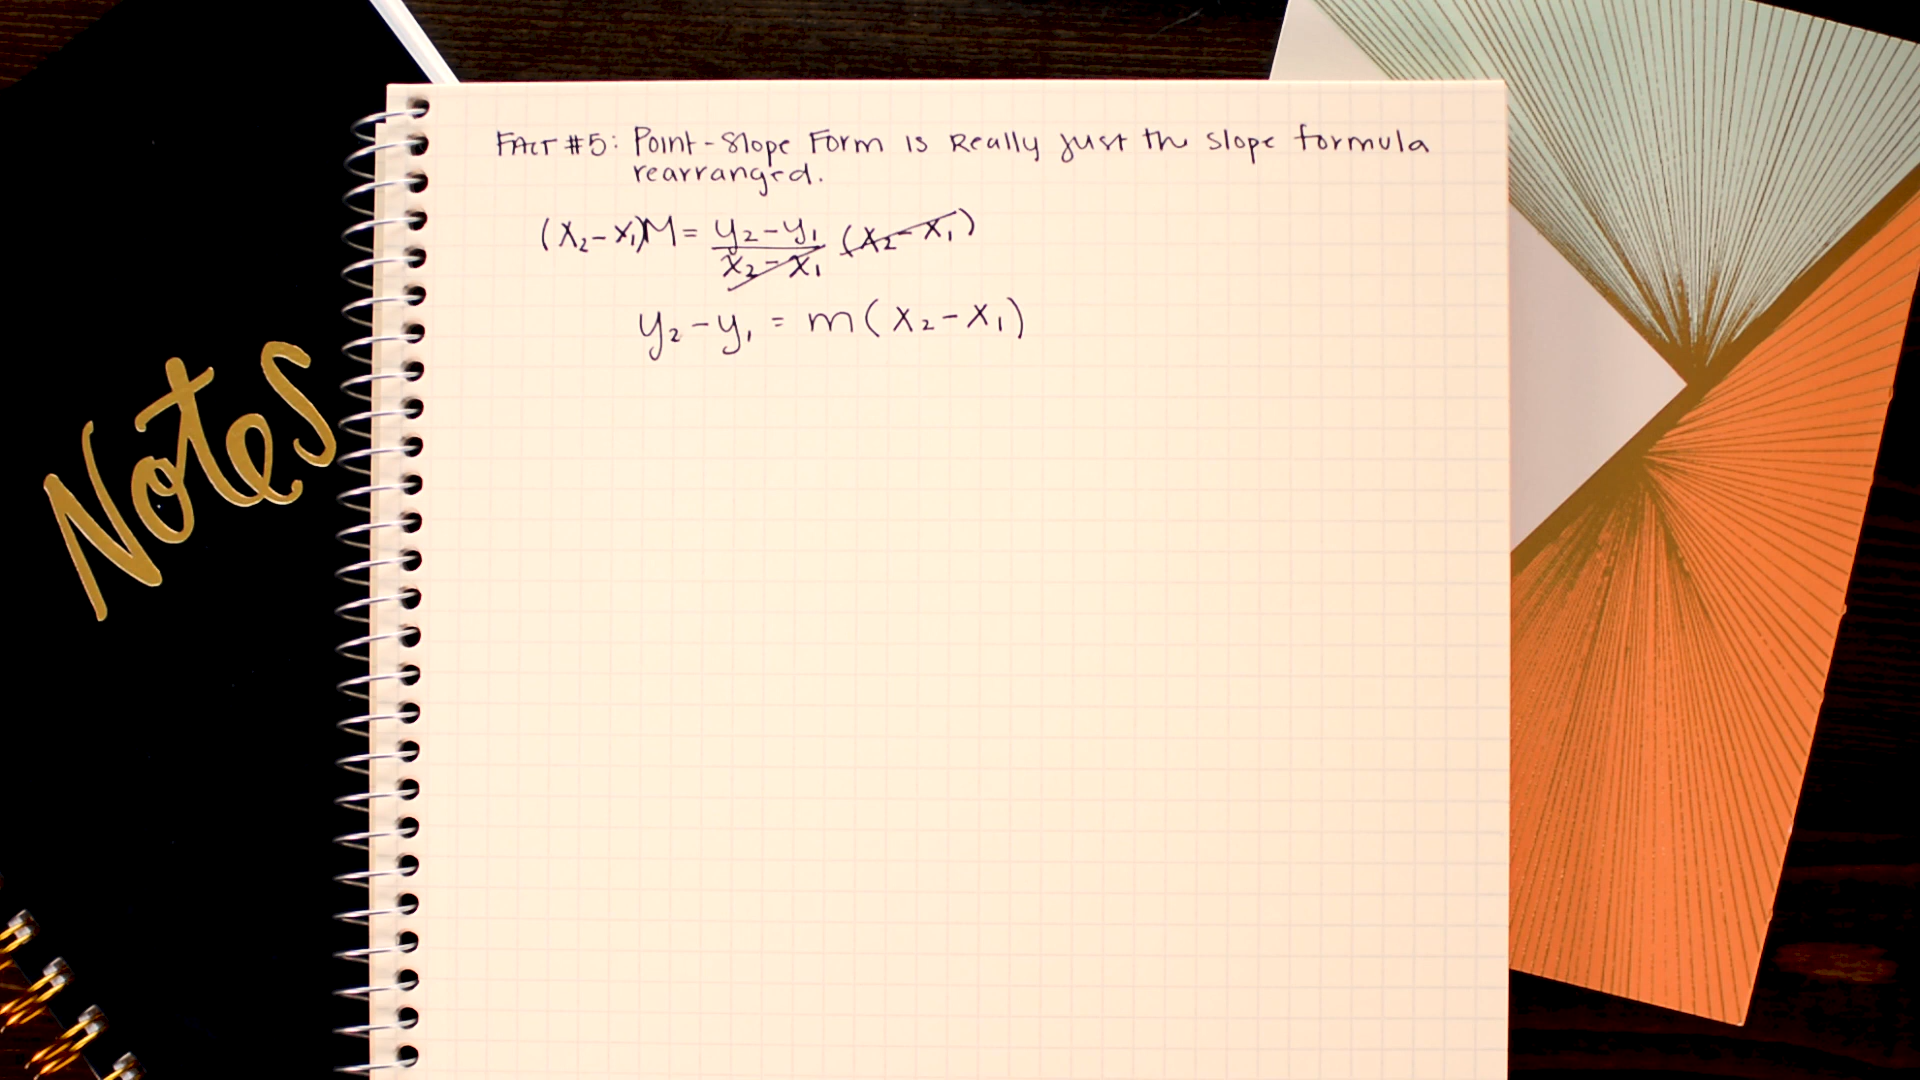 Notes
FACT #5: Point-Slope Form is Really just the slope formula
rearranged.
(x₂-x₁)M = y₂-y₁/x₂-x₁ (x₂-x₁)
y₂-y₁ = m(x₂-x₁)